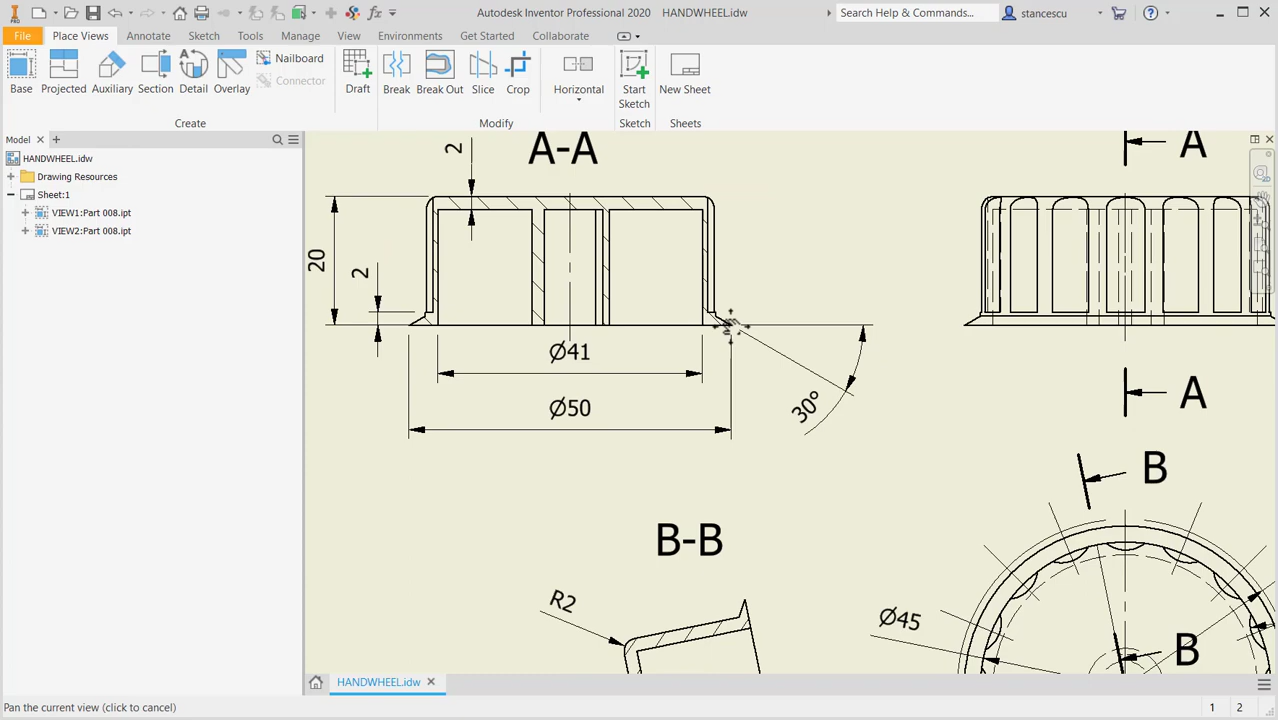 PRO
fx
Autodesk Inventor Professional 2020 HANDWHEEL.idw
Search Help & Commands...
stancescu
File Place Views Annotate Sketch Tools Manage View Environments Get Started Collaborate
Base
Projected
Auxiliary
Section
Detail
Overlay
Nailboard
Connector
Draft
Break
Break Out
Slice
Crop
Horizontal
Start
Sketch
New Sheet
Create
Modify
Sketch
Sheets
Model
HANDWHEEL.idw
Drawing Resources
Sheet:1
VIEW1:Part 008.ipt
VIEW2:Part 008.ipt
A-A
2
20
2
Ø41
Ø50
30°
A
A
B
B-B
R2
Ø45
B
HANDWHEEL.idw
Pan the current view (click to cancel)
1 2